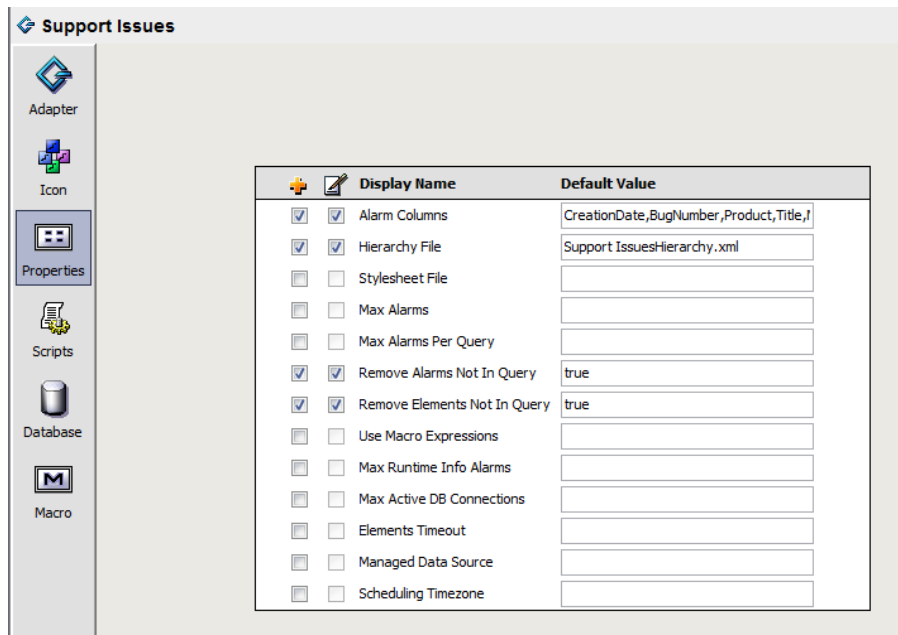 Support Issues
Adapter
Icon
Properties
Scripts
Database
M
Macro
Display Name Default Value
Alarm Columns CreationDate,BugNumber,Product,Title,
Hierarchy File Support IssuesHierarchy.xml
Stylesheet File
Max Alarms
Max Alarms Per Query
Remove Alarms Not In Query true
Remove Elements Not In Query true
Use Macro Expressions
Max Runtime Info Alarms
Max Active DB Connections
Elements Timeout
Managed Data Source
Scheduling Timezone